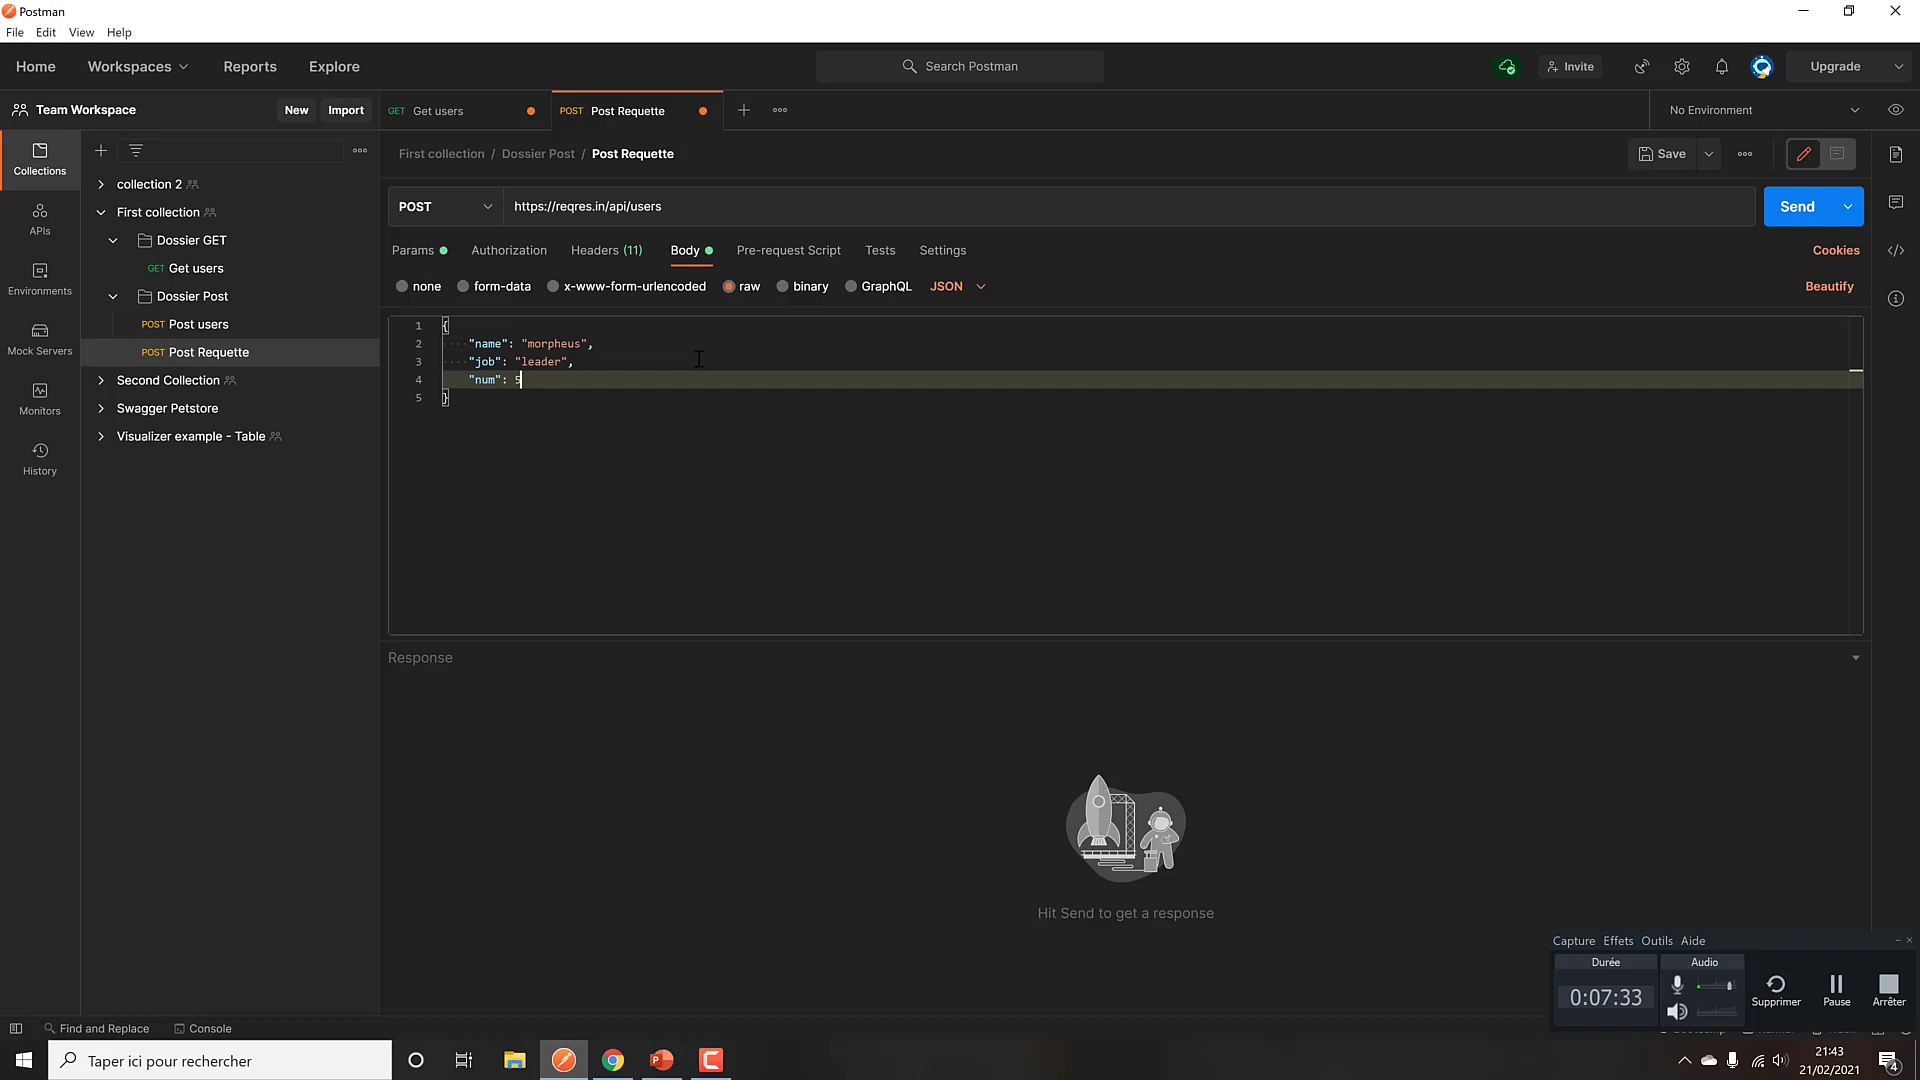 Postman
File Edit View Help
Home Workspaces Reports Explore
Search Postman
Invite
Upgrade
Team Workspace
New Import
GET Get users
POST Post Requette
No Environment
First collection / Dossier Post / Post Requette
Save
Collections
collection 2
First collection
Dossier GET
GET Get users
Dossier Post
POST Post users
POST Post Requette
Second Collection
Swagger Petstore
Visualizer example - Table
APIs
Environments
Mock Servers
Monitors
History
POST https://reqres.in/api/users
Send
Params Authorization Headers (11) Body Pre-request Script Tests Settings
Cookies
none form-data x-www-form-urlencoded raw binary GraphQL JSON
Beautify
1 {
2 "name": "morpheus",
3 "job": "leader",
4 "num": 5
5 }
Response
Hit Send to get a response
Capture Effets Outils Aide
Durée Audio
0:07:33
Supprimer Pause Arrêter
Find and Replace Console
Taper ici pour rechercher
21:43
21/02/2021
4